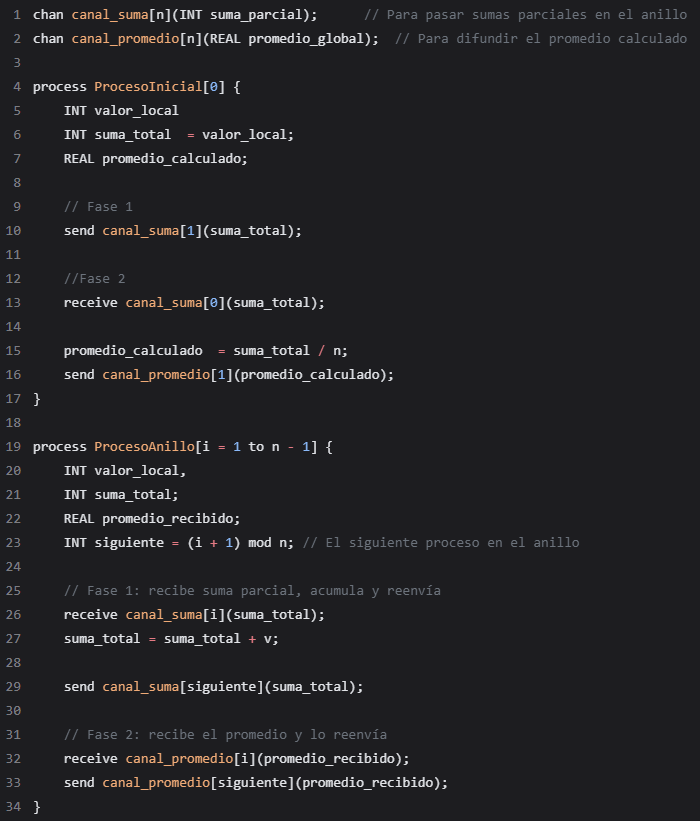 1 chan canal_suma[n](INT suma_parcial);      // Para pasar sumas parciales en el anillo
2 chan canal_promedio[n](REAL promedio_global);  // Para difundir el promedio calculado
3
4 process ProcesoInicial[0] {
5     INT valor_local
6     INT suma_total  = valor_local;
7     REAL promedio_calculado;
8
9     // Fase 1
10     send canal_suma[1](suma_total);
11
12     //Fase 2
13     receive canal_suma[0](suma_total);
14
15     promedio_calculado  = suma_total / n;
16     send canal_promedio[1](promedio_calculado);
17 }
18
19 process ProcesoAnillo[i = 1 to n - 1] {
20     INT valor_local,
21     INT suma_total;
22     REAL promedio_recibido;
23     INT siguiente = (i + 1) mod n; // El siguiente proceso en el anillo
24
25     // Fase 1: recibe suma parcial, acumula y reenvía
26     receive canal_suma[i](suma_total);
27     suma_total = suma_total + v;
28
29     send canal_suma[siguiente](suma_total);
30
31     // Fase 2: recibe el promedio y lo reenvía
32     receive canal_promedio[i](promedio_recibido);
33     send canal_promedio[siguiente](promedio_recibido);
34 }